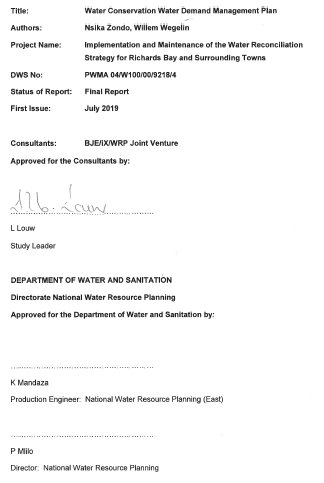 Title: Water Conservation Water Demand Management Plan
Authors: Nsika Zondo, Willem Wegelin
Project Name: Implementation and Maintenance of the Water Reconciliation
Strategy for Richards Bay and Surrounding Towns
DWS No: PWMA 04/W100/00/9218/4
Status of Report: Final Report
First Issue: July 2019
Consultants: BJE/iX/WRP Joint Venture
Approved for the Consultants by:
L Louw
Study Leader
DEPARTMENT OF WATER AND SANITATION
Directorate National Water Resource Planning
Approved for the Department of Water and Sanitation by:
K Mandaza
Production Engineer: National Water Resource Planning (East)
P Mlilo
Director: National Water Resource Planning